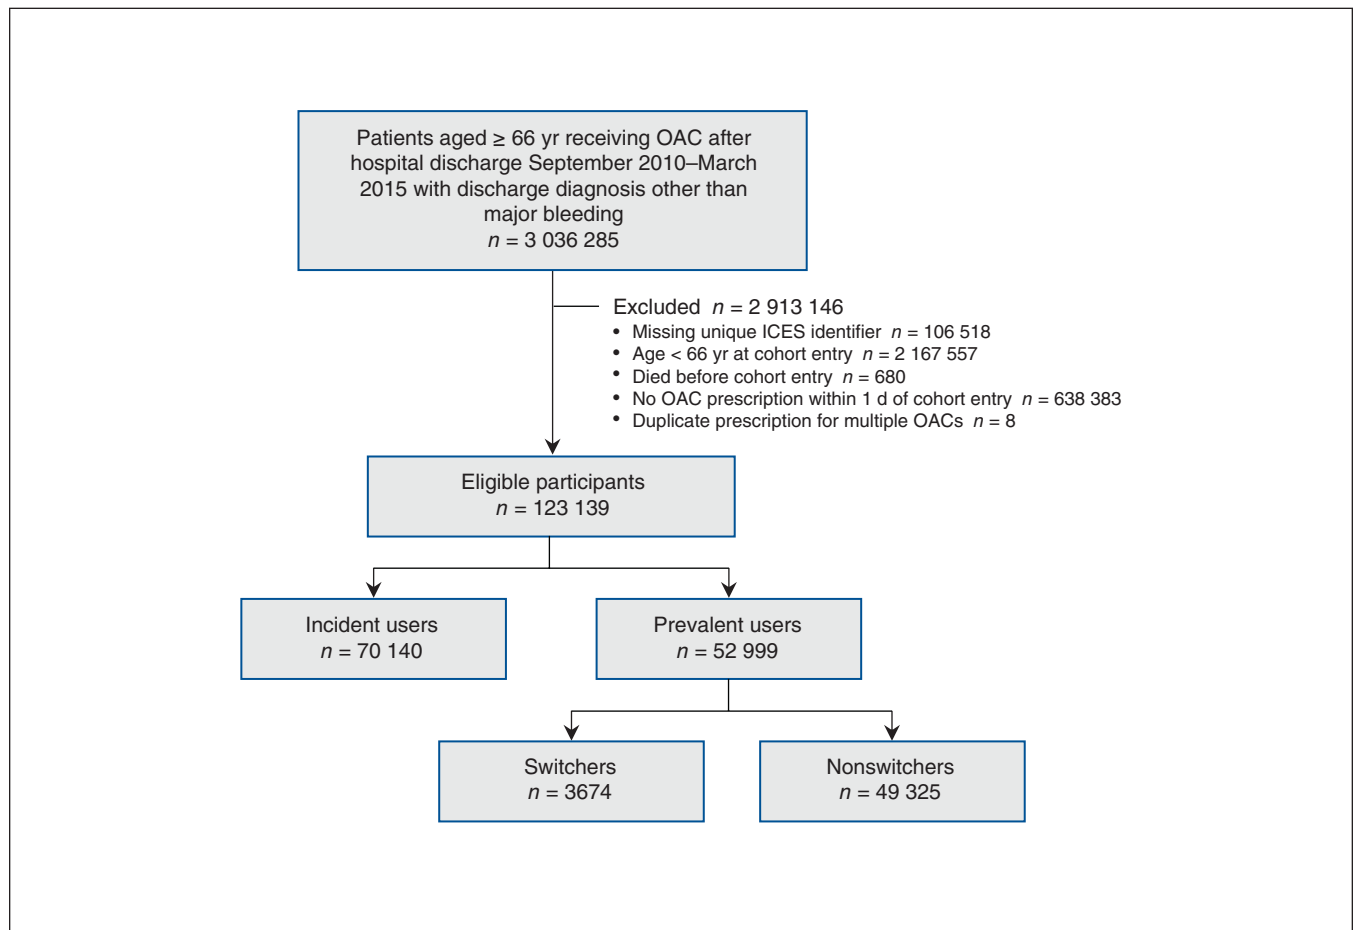 Patients aged ≥ 66 yr receiving OAC after
hospital discharge September 2010–March
2015 with discharge diagnosis other than
major bleeding
n = 3 036 285
Excluded n = 2 913 146
• Missing unique ICES identifier n = 106 518
• Age < 66 yr at cohort entry n = 2 167 557
• Died before cohort entry n = 680
• No OAC prescription within 1 d of cohort entry n = 638 383
• Duplicate prescription for multiple OACs n = 8
Eligible participants
n = 123 139
Incident users
n = 70 140
Prevalent users
n = 52 999
Switchers
n = 3674
Nonswitchers
n = 49 325